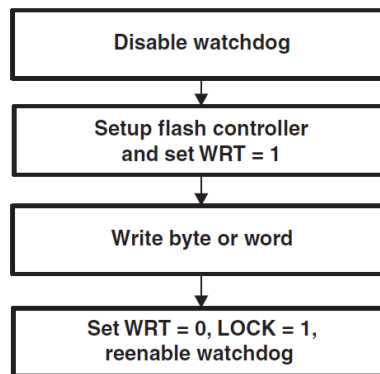 Disable watchdog
Setup flash controller
and set WRT = 1
Write byte or word
Set WRT = 0, LOCK = 1,
reenable watchdog